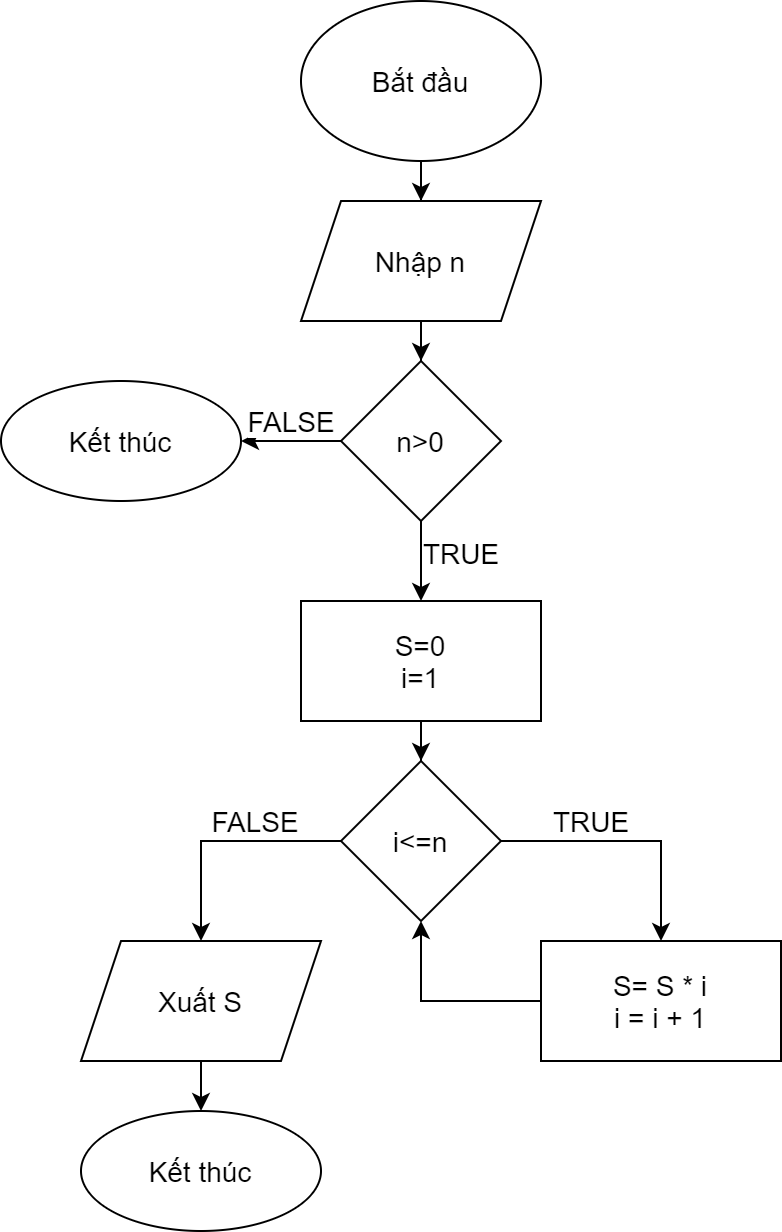 Bắt đầu
Nhập n
n>0
FALSE
Kết thúc
TRUE
S=0
i=1
i<=n
FALSE
TRUE
Xuất S
S= S * i
i = i + 1
Kết thúc